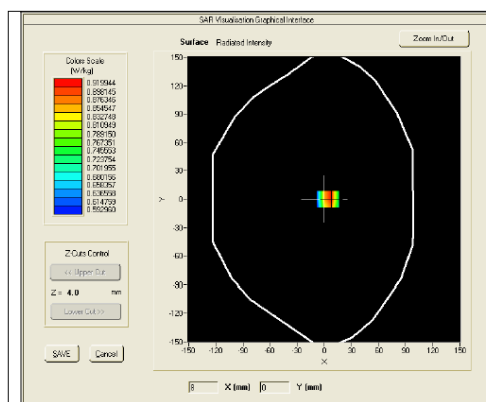 SAR Visualisation Graphical Interface
Surface Radiated Intensity
Zoom In/Out
Colors Scale
(W/kg)
0.919944
0.898145
0.876346
0.854547
0.832748
0.810949
0.789150
0.767351
0.745553
0.723754
0.701955
0.680156
0.658357
0.636558
0.614759
0.592960
150-
120-
90-
60-
30-
0-
-30-
-60-
-90-
-120-
-150-
Y
-150 -120 -90 -60 -30 0 30 60 90 120 150
X
Z-Cuts Control
<< Upper Cut
Z = 4.0 mm
Lower Cut >>
SAVE Cancel
8 X (mm) 0 Y (mm)